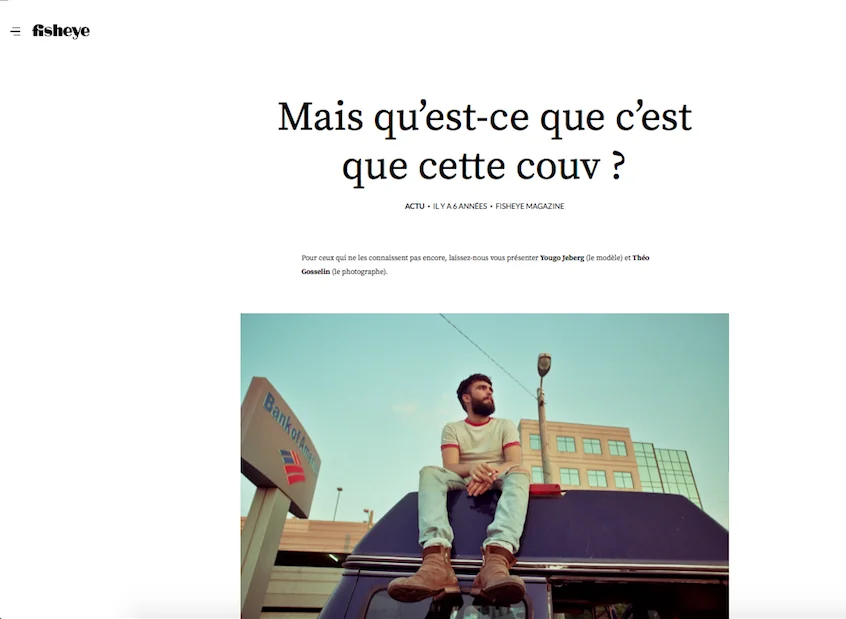 fisheye
Mais qu’est-ce que c’est
que cette couv ?
ACTU • IL Y A 6 ANNÉES • FISHEYE MAGAZINE
Pour ceux qui ne les connaissent pas encore, laissez-nous vous présenter Yougo Jeberg (le modèle) et Théo
Gosselin (le photographe).
Bank of America